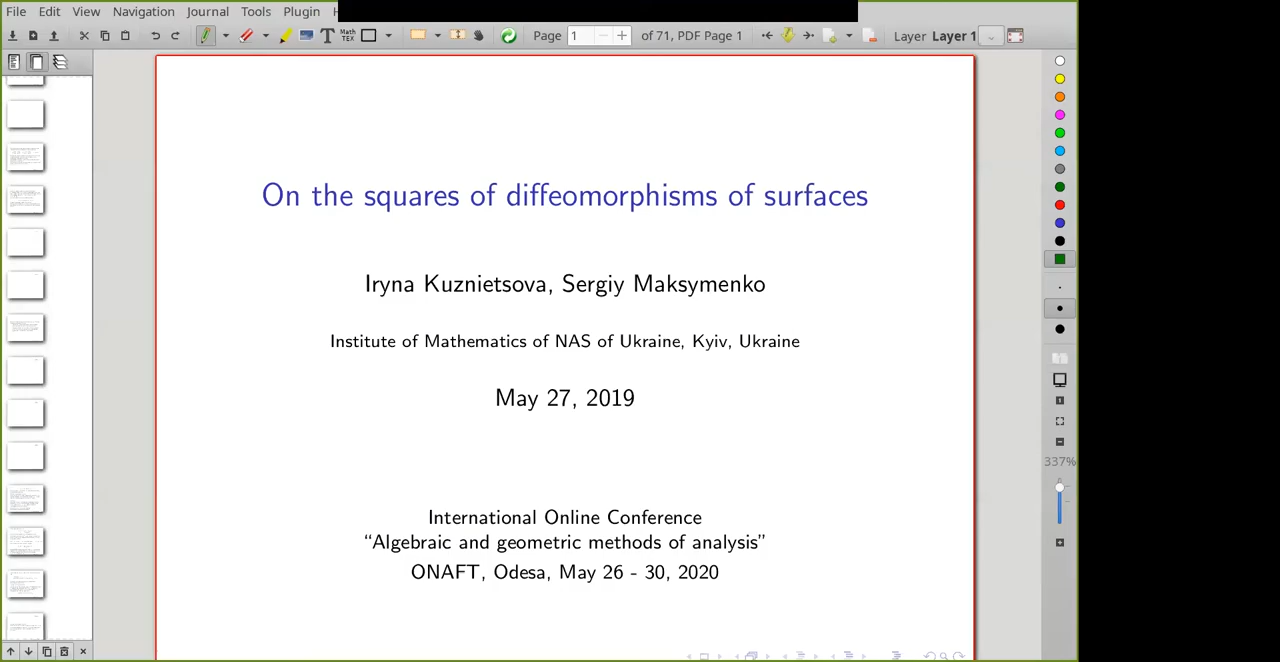 File Edit View Navigation Journal Tools Plugin
Page 1 of 71, PDF Page 1 Layer Layer 1
On the squares of diffeomorphisms of surfaces
Iryna Kuznietsova, Sergiy Maksymenko
Institute of Mathematics of NAS of Ukraine, Kyiv, Ukraine
May 27, 2019
337%
International Online Conference
“Algebraic and geometric methods of analysis”
ONAFT, Odesa, May 26 - 30, 2020